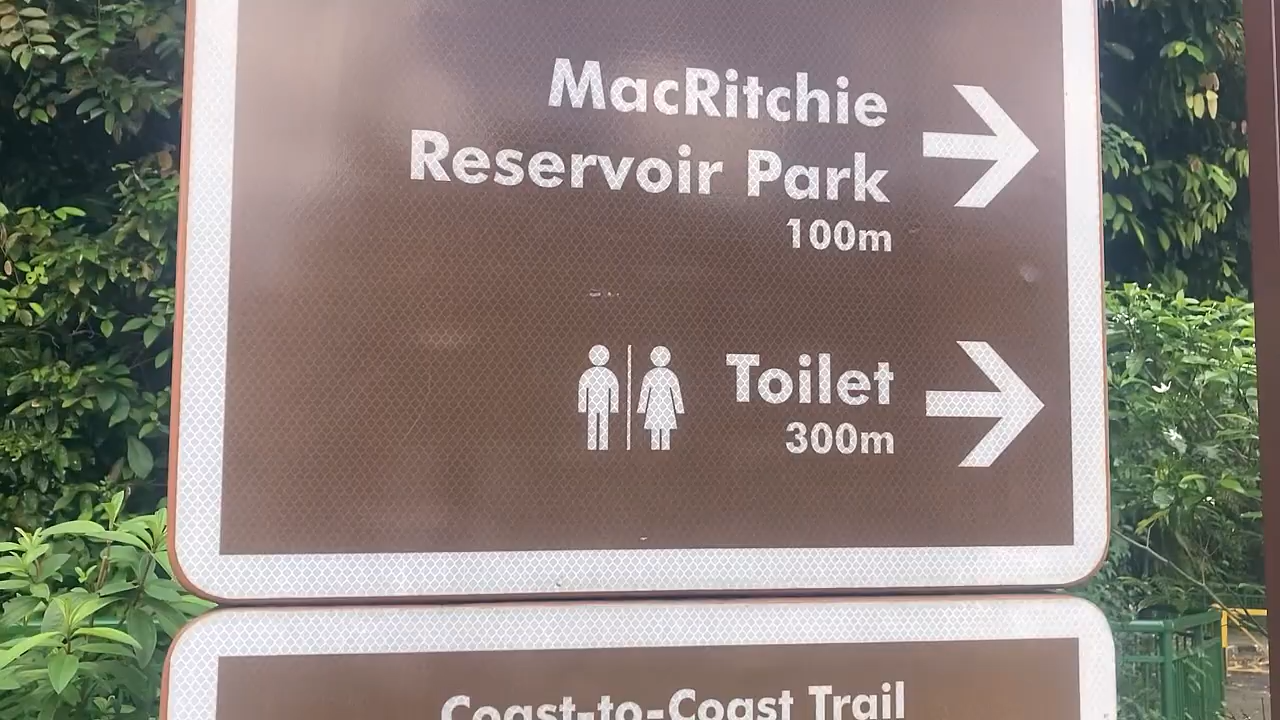 MacRitchie
Reservoir Park
100m
Toilet
300m
Coast-to-Coast Trail